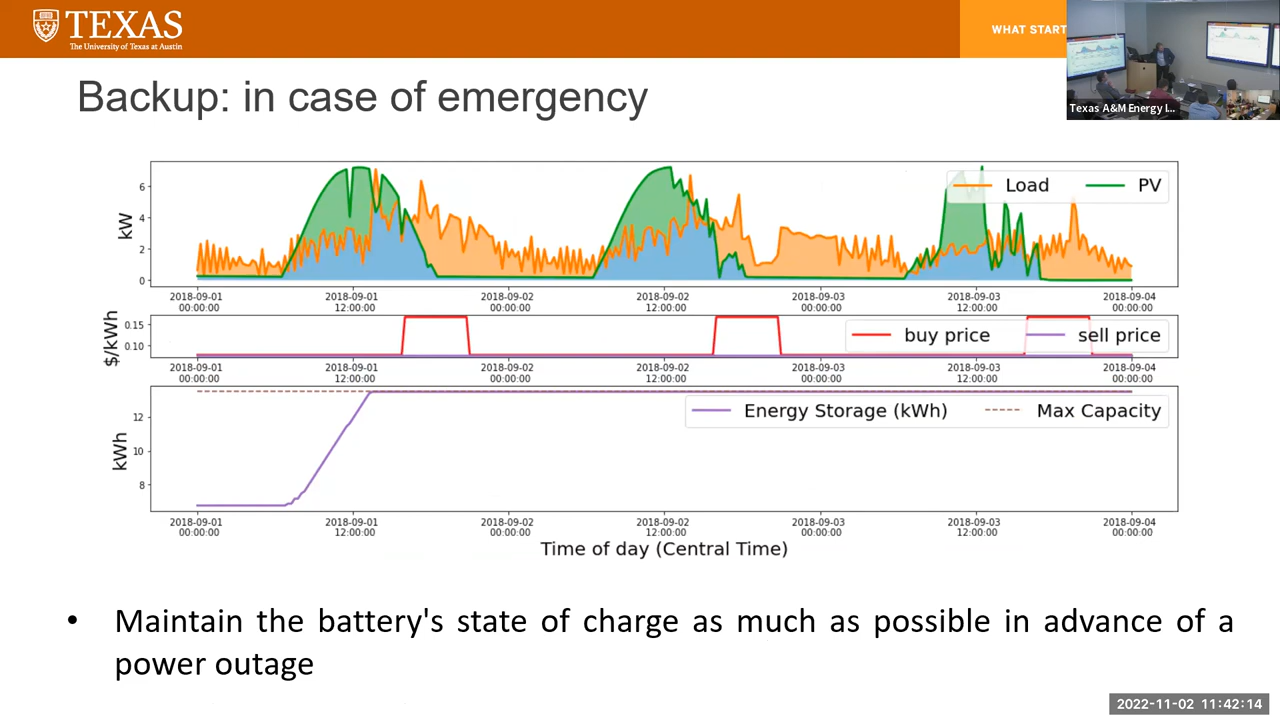 TEXAS
The University of Texas at Austin
WHAT START
Texas A&M Energy I...
Backup: in case of emergency
Load PV
kW
6
4
2
0
2018-09-01 2018-09-01 2018-09-02 2018-09-02 2018-09-03 2018-09-03 2018-09-04
00:00:00 12:00:00 00:00:00 12:00:00 00:00:00 12:00:00 00:00:00
$/kWh
0.15
0.10
buy price sell price
2018-09-01 2018-09-01 2018-09-02 2018-09-02 2018-09-03 2018-09-03 2018-09-04
00:00:00 12:00:00 00:00:00 12:00:00 00:00:00 12:00:00 00:00:00
kWh
12
10
8
Energy Storage (kWh) Max Capacity
2018-09-01 2018-09-01 2018-09-02 2018-09-02 2018-09-03 2018-09-03 2018-09-04
00:00:00 12:00:00 00:00:00 12:00:00 00:00:00 12:00:00 00:00:00
Time of day (Central Time)
• Maintain the battery's state of charge as much as possible in advance of a
power outage
2022-11-02 11:42:14